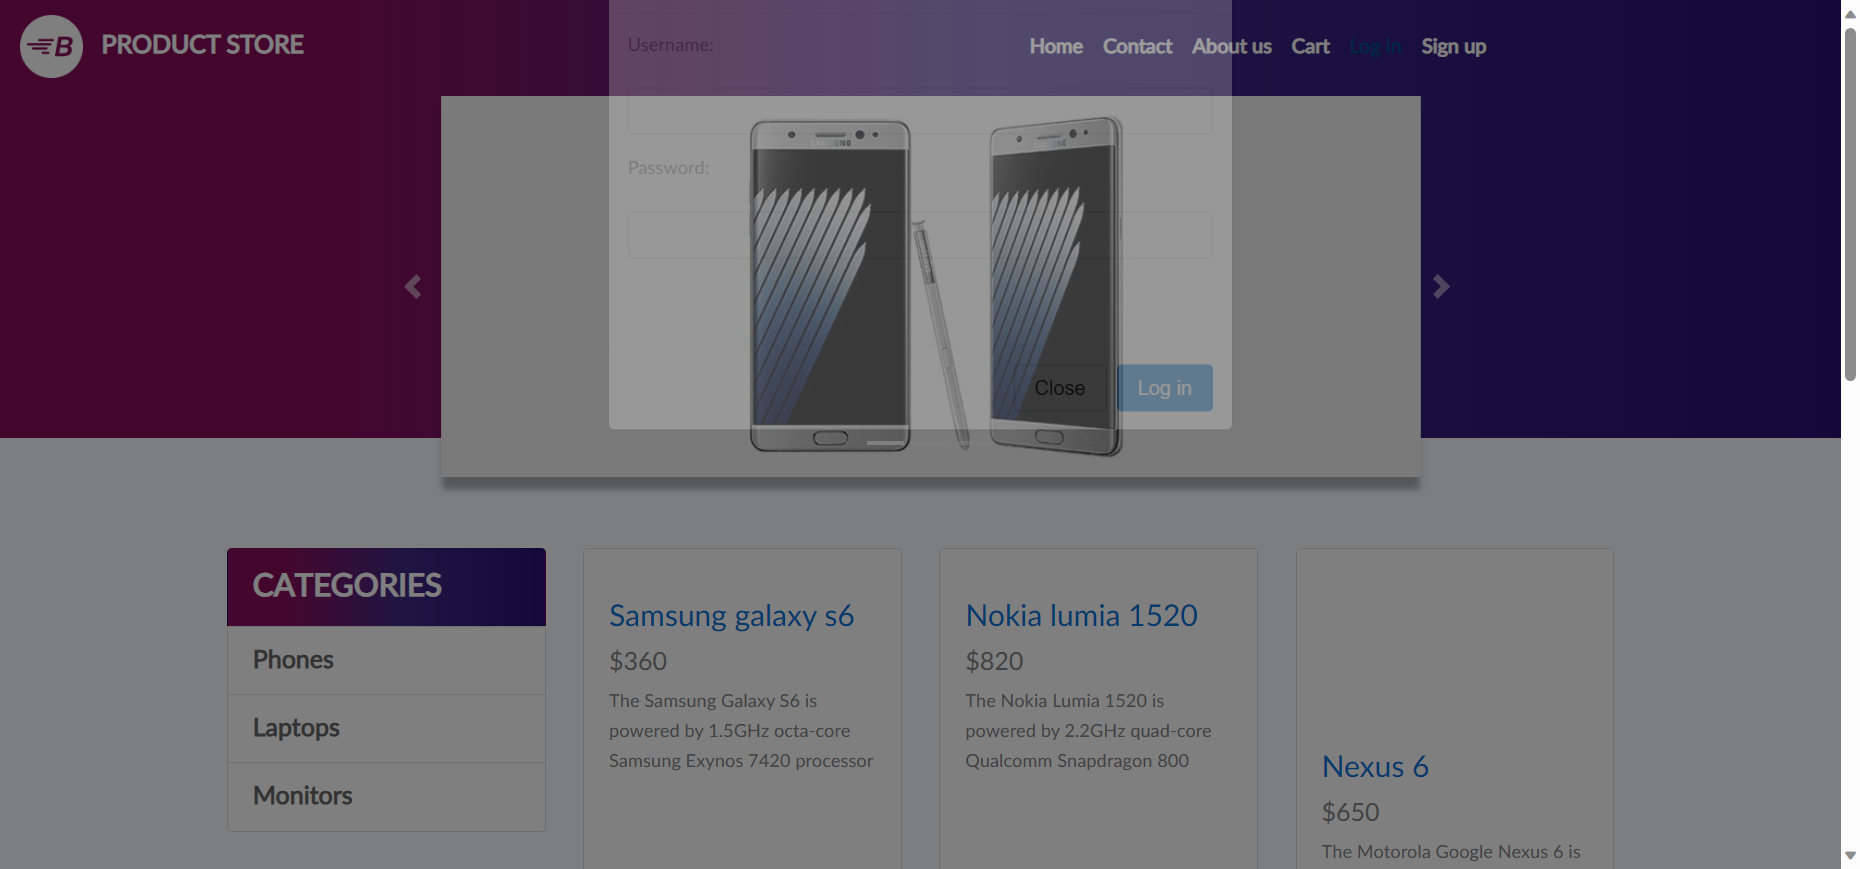 B PRODUCT STORE
Home Contact About us Cart Log in Sign up
Username:
SAMSUNG
Password:
Close Log in
CATEGORIES
Phones
Laptops
Monitors
Samsung galaxy s6
$360
The Samsung Galaxy S6 is
powered by 1.5GHz octa-core
Samsung Exynos 7420 processor
Nokia lumia 1520
$820
The Nokia Lumia 1520 is
powered by 2.2GHz quad-core
Qualcomm Snapdragon 800
Nexus 6
$650
The Motorola Google Nexus 6 is